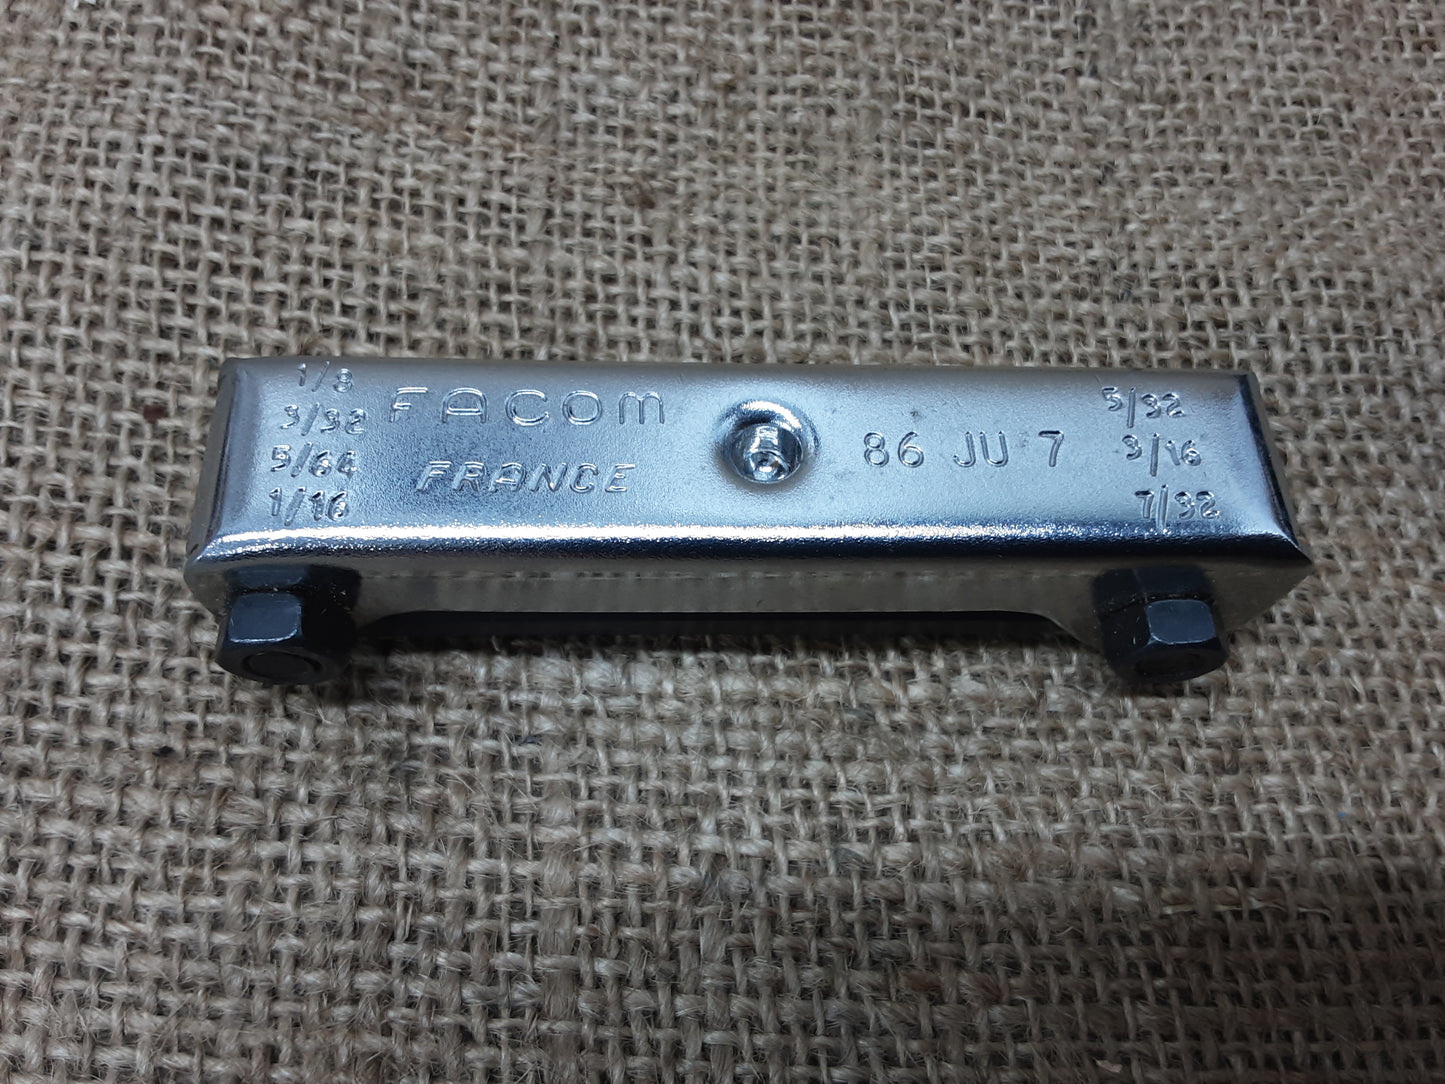 1/8
3/32
5/64
1/16
FACOM
FRANCE
86 JU 7
5/32
3/16
7/32